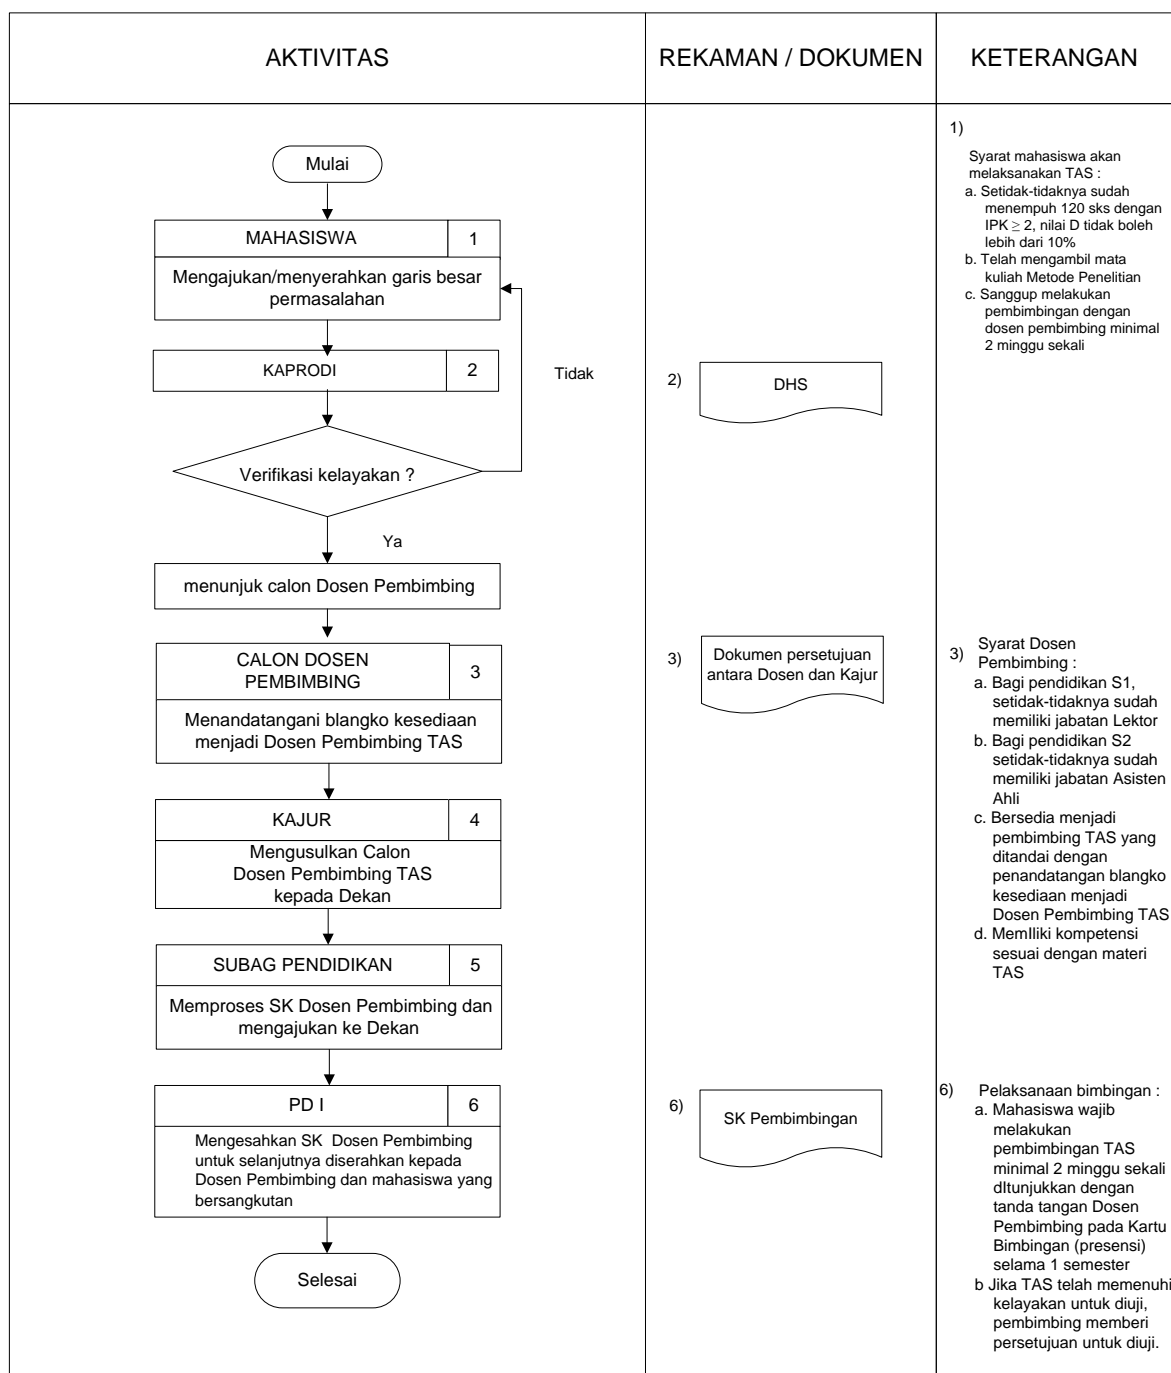 AKTIVITAS
REKAMAN / DOKUMEN
KETERANGAN
Mulai
MAHASISWA
1
Mengajukan/menyerahkan garis besar
permasalahan
KAPRODI
2
Tidak
Verifikasi kelayakan ?
Ya
menunjuk calon Dosen Pembimbing
CALON DOSEN
PEMBIMBING
3
Menandatangani blangko kesediaan
menjadi Dosen Pembimbing TAS
KAJUR
4
Mengusulkan Calon
Dosen Pembimbing TAS
kepada Dekan
SUBAG PENDIDIKAN
5
Memproses SK Dosen Pembimbing dan
mengajukan ke Dekan
PD I
6
Mengesahkan SK Dosen Pembimbing
untuk selanjutnya diserahkan kepada
Dosen Pembimbing dan mahasiswa yang
bersangkutan
Selesai
2)
DHS
3)
Dokumen persetujuan
antara Dosen dan Kajur
6)
SK Pembimbingan
1)
Syarat mahasiswa akan
melaksanakan TAS :
a. Setidak-tidaknya sudah
menempuh 120 sks dengan
IPK ≥ 2, nilai D tidak boleh
lebih dari 10%
b. Telah mengambil mata
kuliah Metode Penelitian
c. Sanggup melakukan
pembimbingan dengan
dosen pembimbing minimal
2 minggu sekali
3)
Syarat Dosen
Pembimbing :
a. Bagi pendidikan S1,
setidak-tidaknya sudah
memiliki jabatan Lektor
b. Bagi pendidikan S2
setidak-tidaknya sudah
memiliki jabatan Asisten
Ahli
c. Bersedia menjadi
pembimbing TAS yang
ditandai dengan
penandatangan blangko
kesediaan menjadi
Dosen Pembimbing TAS
d. MemIliki kompetensi
sesuai dengan materi
TAS
6)
Pelaksanaan bimbingan :
a. Mahasiswa wajib
melakukan
pembimbingan TAS
minimal 2 minggu sekali
dItunjukkan dengan
tanda tangan Dosen
Pembimbing pada Kartu
Bimbingan (presensi)
selama 1 semester
b Jika TAS telah memenuhi
kelayakan untuk diuji,
pembimbing memberi
persetujuan untuk diuji.